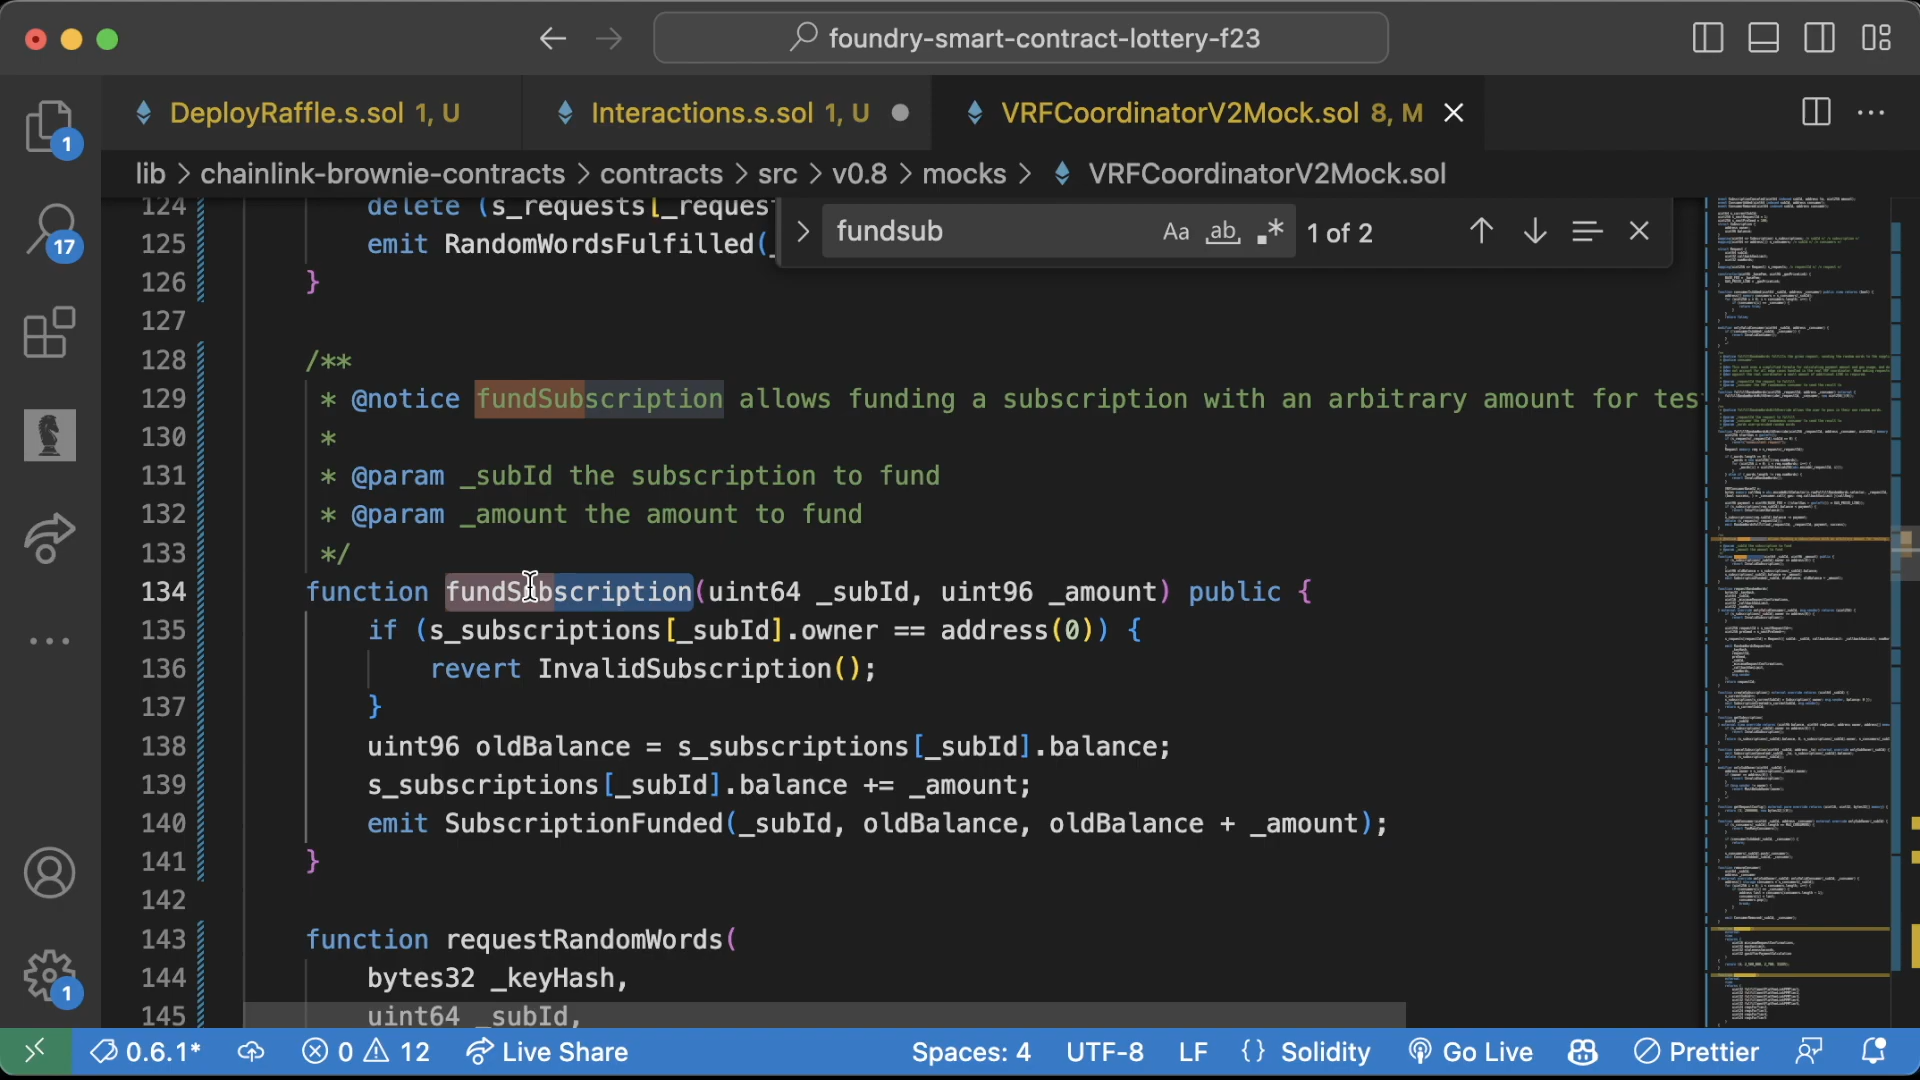 foundry-smart-contract-lottery-f23
DeployRaffle.s.sol 1, U
Interactions.s.sol 1, U
VRFCoordinatorV2Mock.sol 8, M
lib > chainlink-brownie-contracts > contracts > src > v0.8 > mocks > VRFCoordinatorV2Mock.sol
1
17
1
fundsub Aa ab .* 1 of 2
124 delete (s_requests[_reques
125 emit RandomWordsFulfilled(_
126 }
127
128 /**
129 * @notice fundSubscription allows funding a subscription with an arbitrary amount for tes
130 *
131 * @param _subId the subscription to fund
132 * @param _amount the amount to fund
133 */
134 function fundSubscription(uint64 _subId, uint96 _amount) public {
135 if (s_subscriptions[_subId].owner == address(0)) {
136 revert InvalidSubscription();
137 }
138 uint96 oldBalance = s_subscriptions[_subId].balance;
139 s_subscriptions[_subId].balance += _amount;
140 emit SubscriptionFunded(_subId, oldBalance, oldBalance + _amount);
141 }
142
143 function requestRandomWords(
144 bytes32 _keyHash,
145 uint64 _subId,
0.6.1* 0 12 Live Share Spaces: 4 UTF-8 LF {} Solidity Go Live Prettier